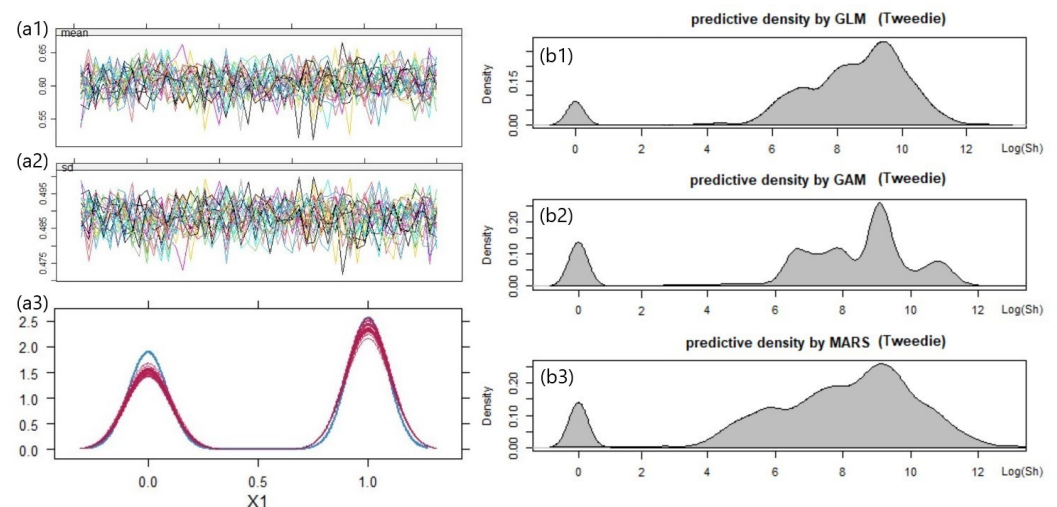 (a1)
mean
0.65
0.60
0.55
(a2)
sd
0.495
0.485
0.475
(a3)
2.5
2.0
1.5
1.0
0.5
0.0
0.0 0.5 1.0
X1
predictive density by GLM (Tweedie)
(b1)
Density
0.15
0.00
0 2 4 6 8 10 12 Log(Sh)
predictive density by GAM (Tweedie)
(b2)
Density
0.20
0.10
0.00
0 2 4 6 8 10 12 Log(Sh)
predictive density by MARS (Tweedie)
(b3)
Density
0.20
0.10
0.00
0 2 4 6 8 10 12 Log(Sh)